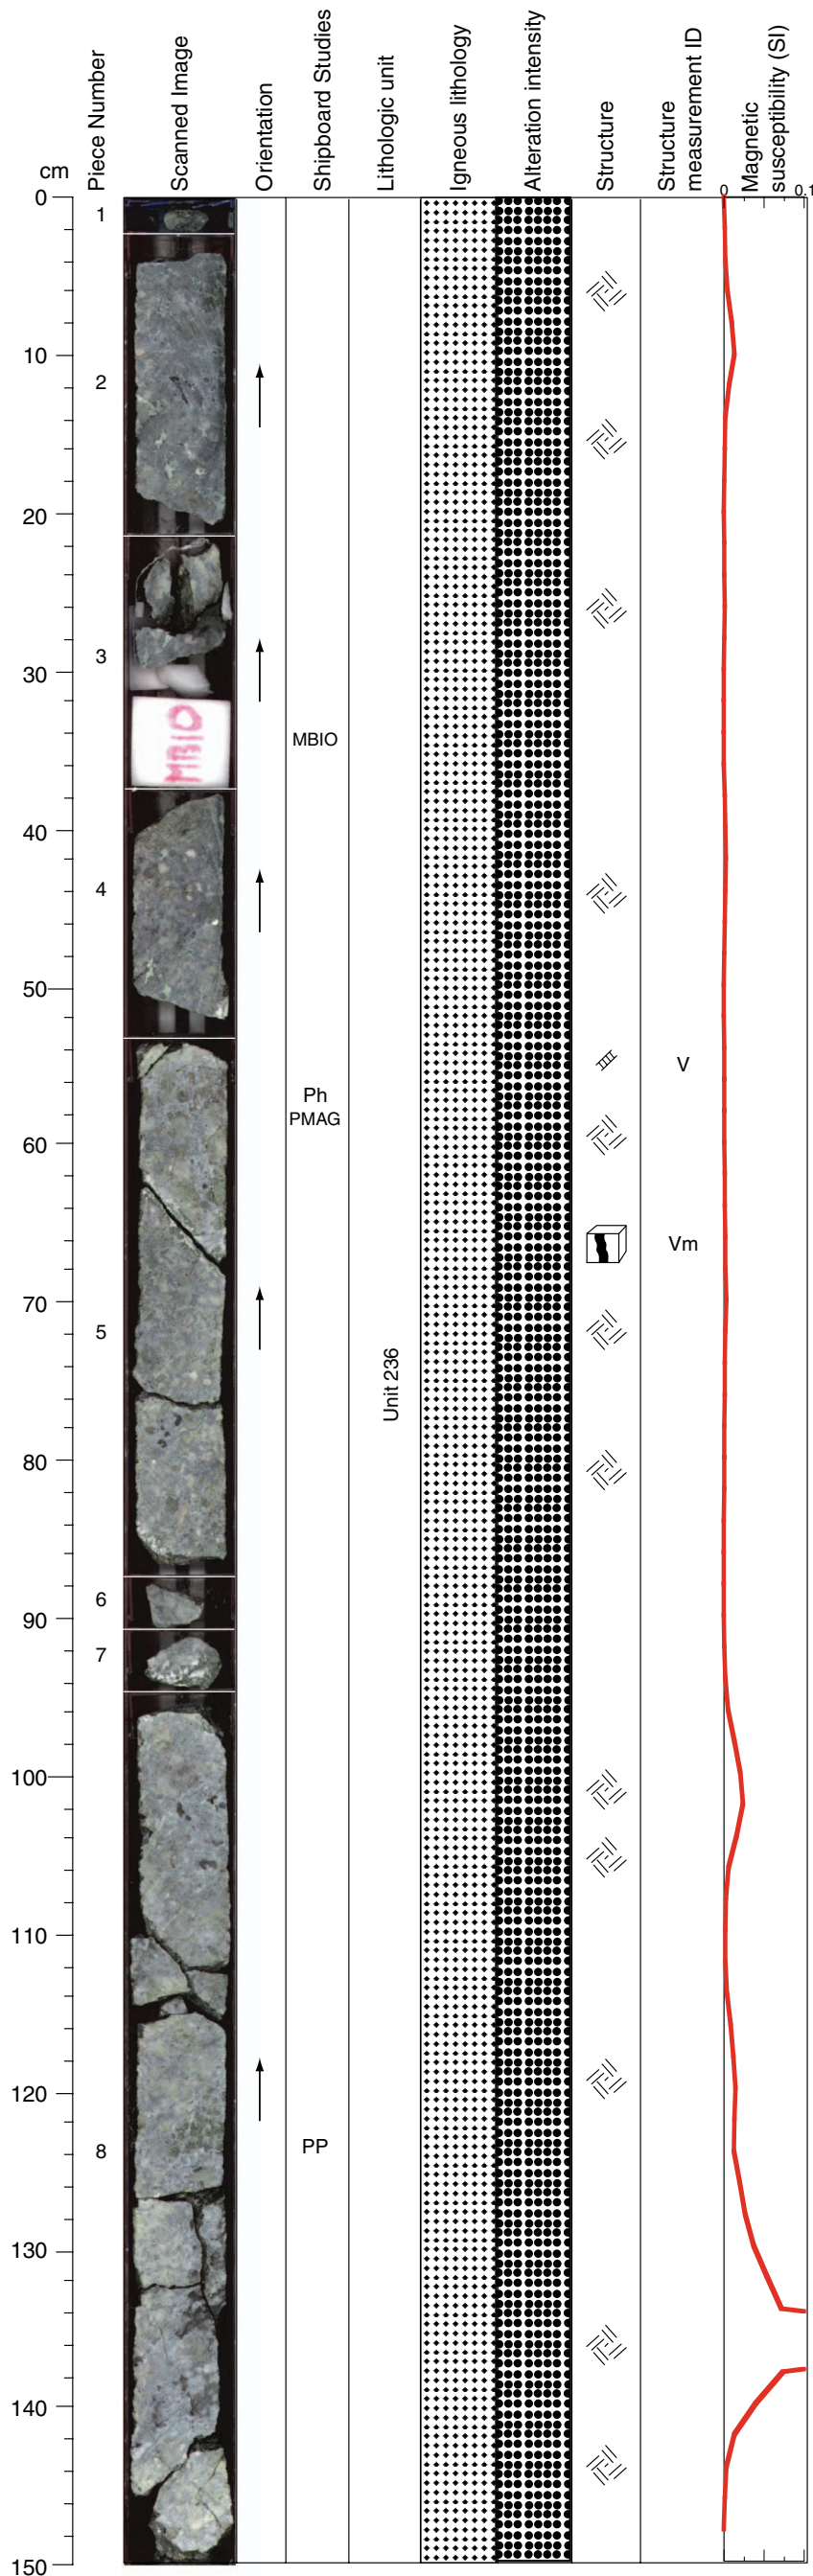 cm
Piece Number
Scanned Image
Orientation
Shipboard Studies
Lithologic unit
Igneous lithology
Alteration intensity
Structure
Structure
measurement ID
Magnetic
susceptibility (SI)
0 0.1
0
1
10
2
20
3
30
MBIO
MBIO
40
4
50
V
Ph
PMAG
60
Vm
70
5
Unit 236
80
6
90
7
100
110
120
8
PP
130
140
150